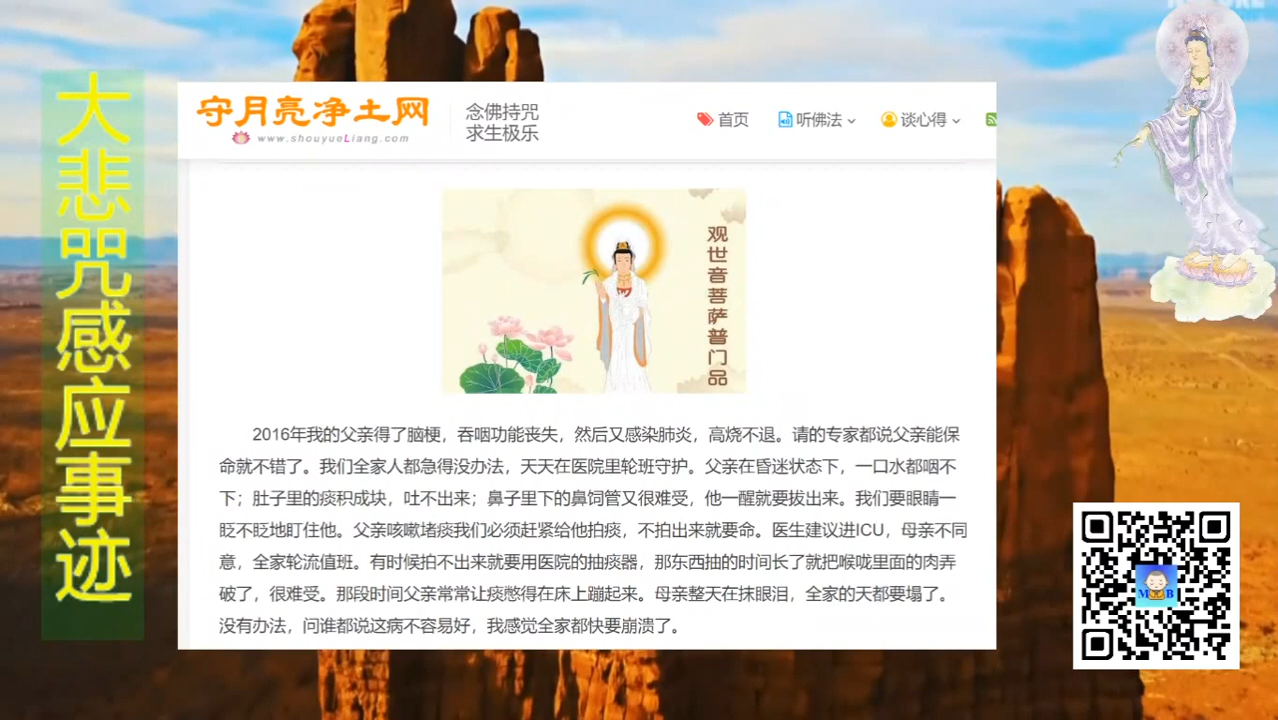 大悲咒感应事迹
守月亮净土网
www.shouyueLiang.com
念佛持咒
求生极乐
首页
听佛法
谈心得
观世音菩萨普门品
2016年我的父亲得了脑梗，吞咽功能丧失，然后又感染肺炎，高烧不退。请的专家都说父亲能保
命就不错了。我们全家人都急得没办法，天天在医院里轮班守护。父亲在昏迷状态下，一口水都咽不
下；肚子里的痰积成块，吐不出来；鼻子里下的鼻饲管又很难受，他一醒就要拔出来。我们要眼睛一
眨不眨地盯住他。父亲咳嗽堵痰我们必须赶紧给他拍痰，不拍出来就要命。医生建议进ICU，母亲不同
意，全家轮流值班。有时候拍不出来就要用医院的抽痰器，那东西抽的时间长了就把喉咙里面的肉弄
破了，很难受。那段时间父亲常常让痰憋得在床上蹦起来。母亲整天在抹眼泪，全家的天都要塌了。
没有办法，问谁都说这病不容易好，我感觉全家都快要崩溃了。
M B